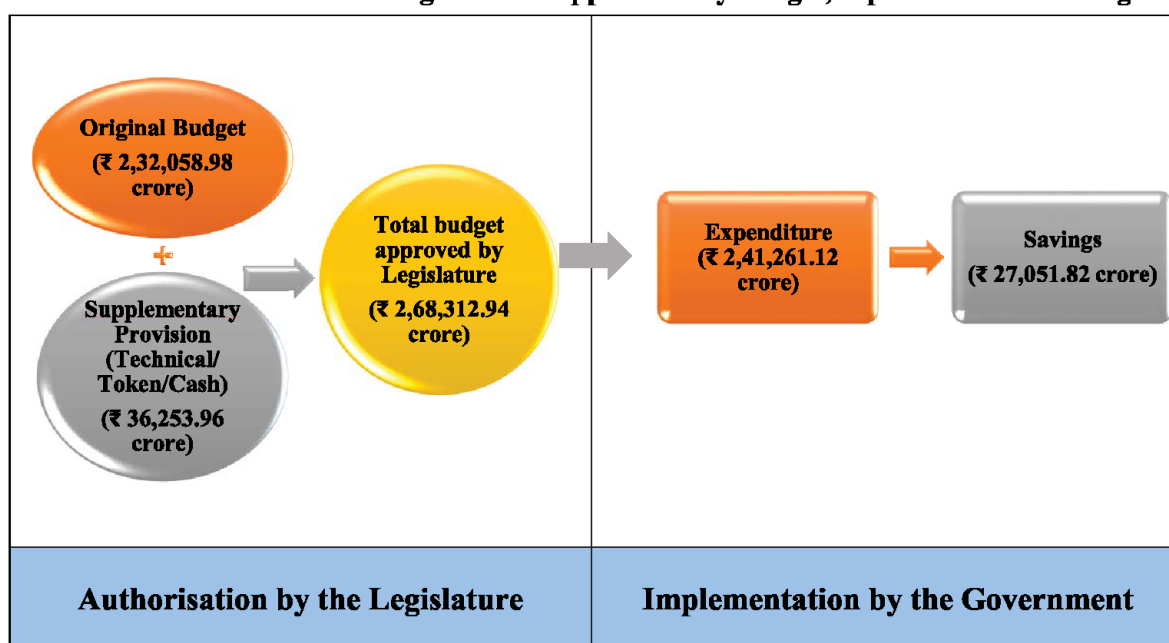 Original Budget
(₹ 2,32,058.98
crore)
+
Supplementary
Provision
(Technical/
Token/Cash)
(₹ 36,253.96
crore)
Total budget
approved by
Legislature
(₹ 2,68,312.94
crore)
Expenditure
(₹ 2,41,261.12
crore)
Savings
(₹ 27,051.82 crore)
Authorisation by the Legislature
Implementation by the Government